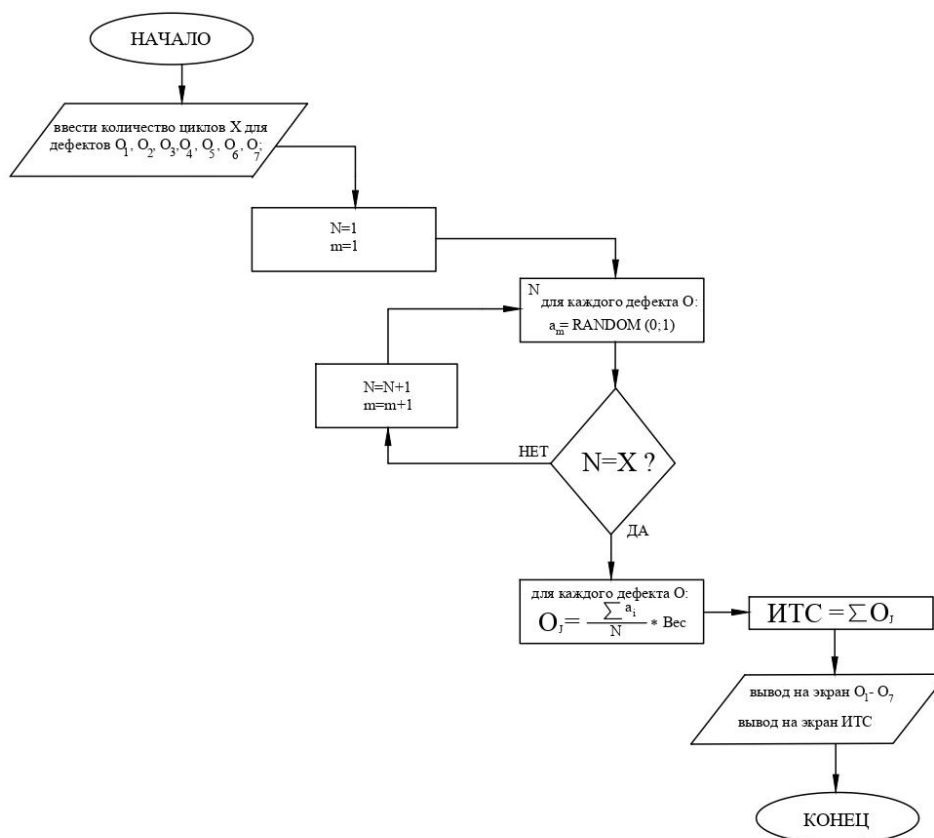 НАЧАЛО
ввести количество циклов X для
дефектов O1, O2, O3, O4, O5, O6, O7;
N=1
m=1
N
для каждого дефекта O:
am= RANDOM (0;1)
N=N+1
m=m+1
НЕТ
N=X ?
ДА
для каждого дефекта O:
OJ= ∑ ai / N * Вес
ИТС =∑OJ
вывод на экран O1- O7
вывод на экран ИТС
КОНЕЦ